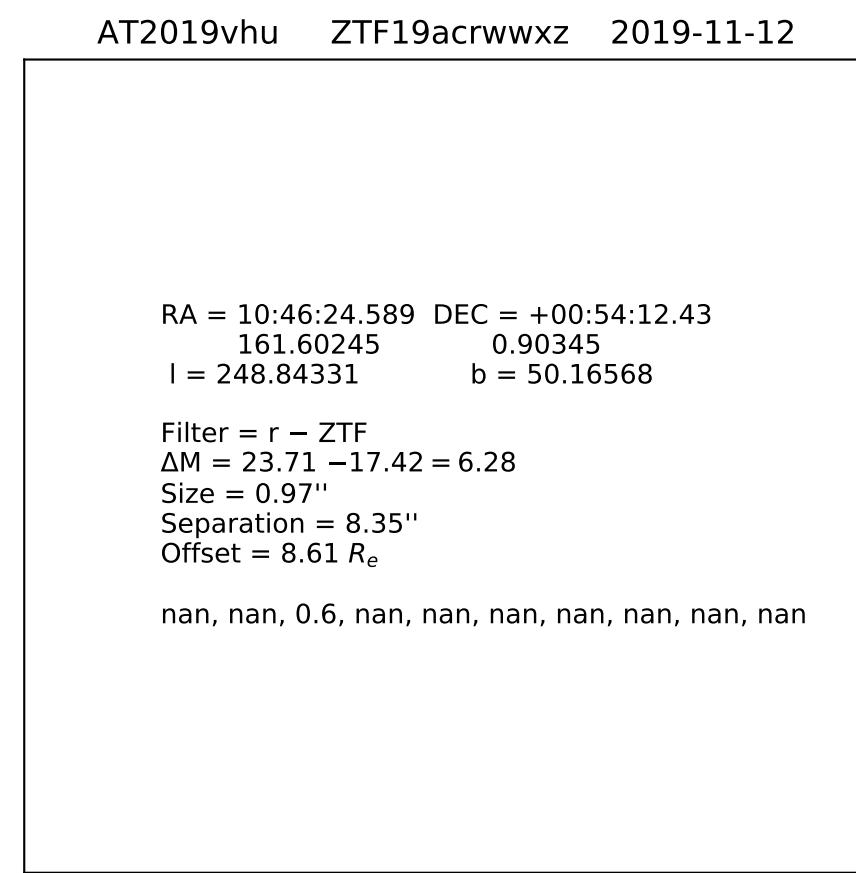 AT2019vhu ZTF19acrwwxz 2019-11-12
RA = 10:46:24.589 DEC = +00:54:12.43
161.60245 0.90345
l = 248.84331 b = 50.16568
Filter = r − ZTF
ΔM = 23.71 −17.42 = 6.28
Size = 0.97''
Separation = 8.35''
Offset = 8.61 Rₑ
nan, nan, 0.6, nan, nan, nan, nan, nan, nan, nan